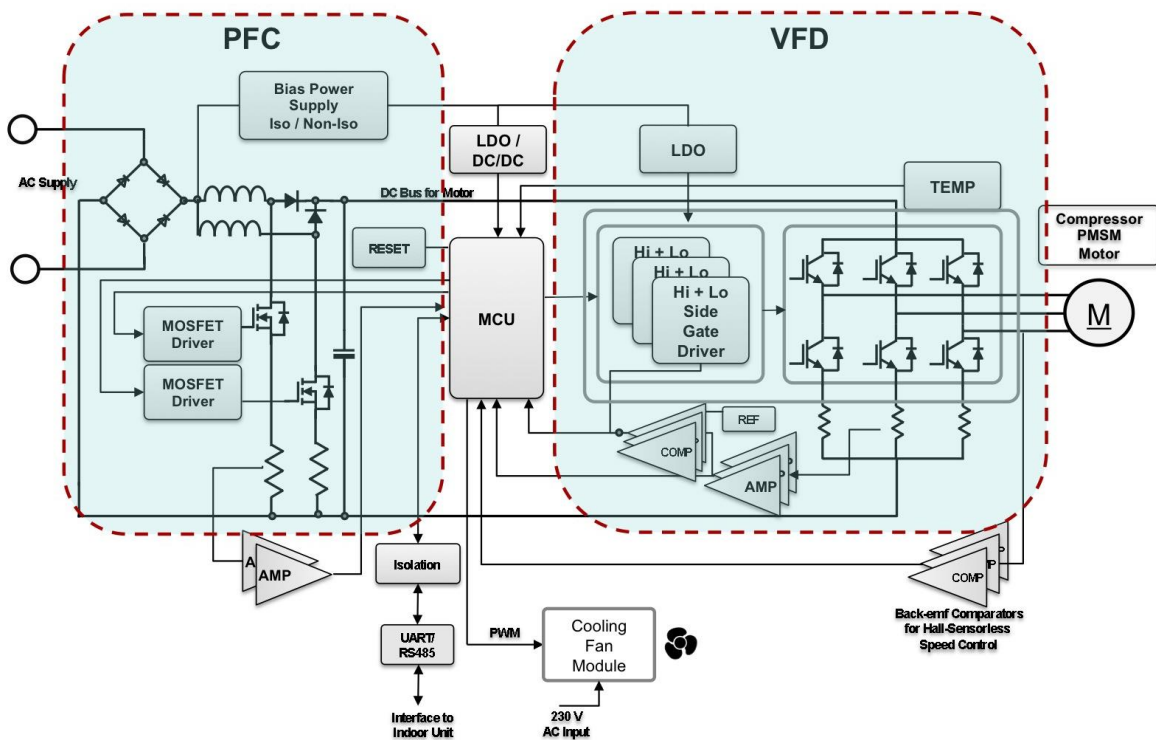 PFC
VFD
Bias Power
Supply
Iso / Non-Iso
LDO /
DC/DC
LDO
TEMP
AC Supply
DC Bus for Motor
Compressor
PMSM
Motor
RESET
MCU
Hi + Lo
Hi + Lo
Hi + Lo
Side
Gate
Driver
M
MOSFET
Driver
MOSFET
Driver
REF
COMP
AMP
AMP
Isolation
COMP
Back-emf Comparators
for Hall-Sensorless
Speed Control
UART/
RS485
PWM
Cooling
Fan
Module
Interface to
Indoor Unit
230 V
AC Input